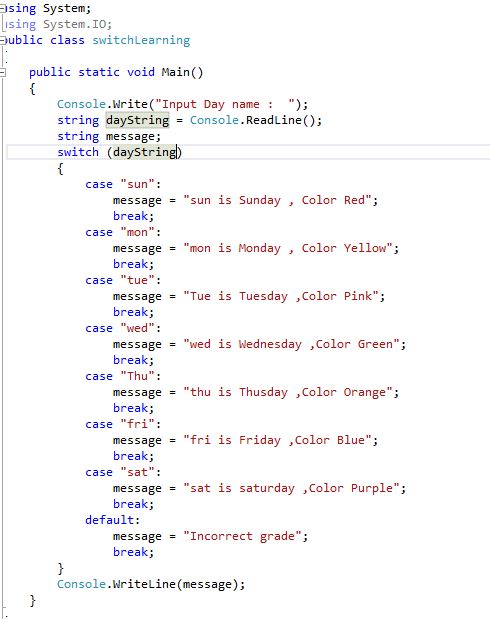 using System;
using System.IO;
public class switchLearning
public static void Main()
{
Console.Write("Input Day name :  ");
string dayString = Console.ReadLine();
string message;
switch (dayString)
{
case "sun":
message = "sun is Sunday , Color Red";
break;
case "mon":
message = "mon is Monday , Color Yellow";
break;
case "tue":
message = "Tue is Tuesday ,Color Pink";
break;
case "wed":
message = "wed is Wednesday ,Color Green";
break;
case "Thu":
message = "thu is Thusday ,Color Orange";
break;
case "fri":
message = "fri is Friday ,Color Blue";
break;
case "sat":
message = "sat is saturday ,Color Purple";
break;
default:
message = "Incorrect grade";
break;
}
Console.WriteLine(message);
}